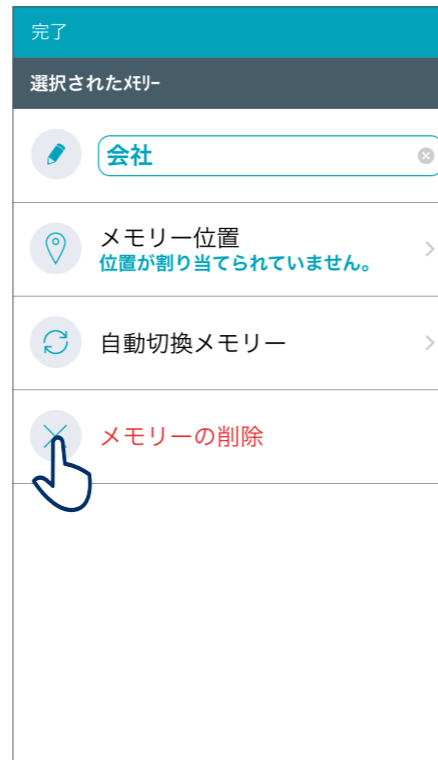 完了
選択されたﾒﾓﾘｰ
会社
メモリー位置
位置が割り当てられていません。
自動切換メモリー
メモリーの削除